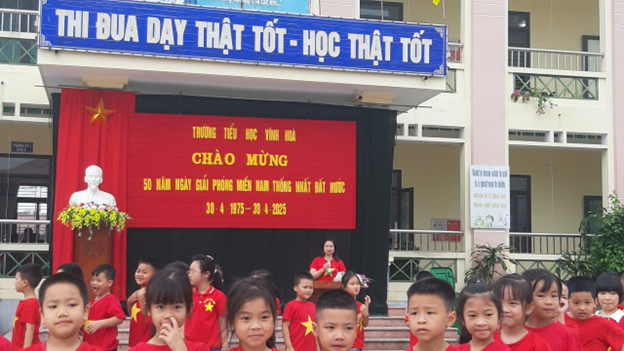 THI ĐUA DẠY THẬT TỐT - HỌC THẬT TỐT
TRƯỜNG TIỂU HỌC VĨNH HOÀ
CHÀO MỪNG
50 NĂM NGÀY GIẢI PHÓNG MIỀN NAM THỐNG NHẤT ĐẤT NƯỚC
30 - 4 1975 - 30 - 4 2025